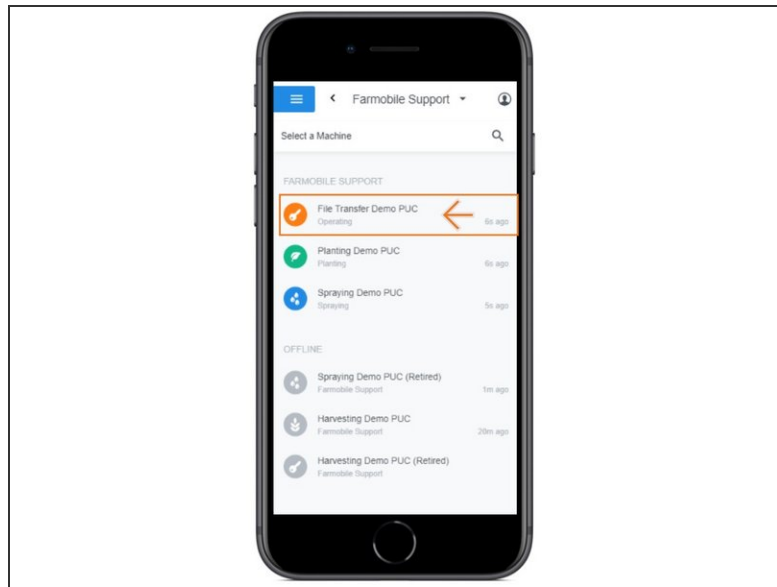 Farmobile Support
Select a Machine
FARMOBILE SUPPORT
File Transfer Demo PUC
Operating
6s ago
Planting Demo PUC
Planting
6s ago
Spraying Demo PUC
Spraying
5s ago
OFFLINE
Spraying Demo PUC (Retired)
Farmobile Support
1m ago
Harvesting Demo PUC
Farmobile Support
20m ago
Harvesting Demo PUC (Retired)
Farmobile Support